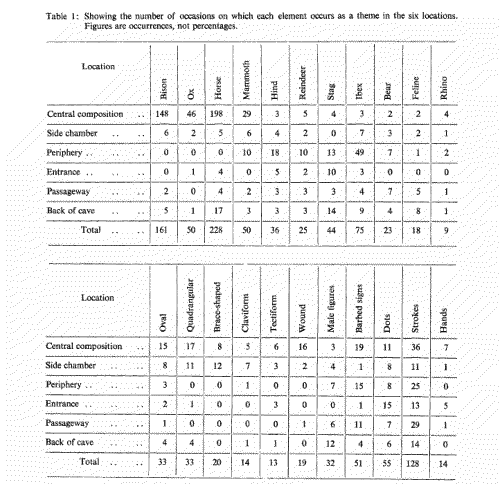 Table 1: Showing the number of occasions on which each element occurs as a theme in the six locations.
Figures are occurrences, not percentages.
Location Bison Ox Horse Mammoth Hind Reindeer Stag Ibex Bear Feline Rhino
Central composition .. 148 46 198 29 3 5 4 3 2 2 4
Side chamber .. .. 6 2 5 6 4 2 0 7 3 2 1
Periphery .. .. .. 0 0 0 10 18 10 13 49 7 1 2
Entrance .. .. .. 0 1 4 0 5 2 10 3 0 0 0
Passageway .. .. 2 0 4 2 3 3 3 4 7 5 1
Back of cave .. .. 5 1 17 3 3 3 14 9 4 8 1
Total .. .. 161 50 228 50 36 25 44 75 23 18 9
Location Oval Quadrangular Brace-shaped Claviform Tectiform Wound Male figures Barbed signs Dots Strokes Hands
Central composition .. 15 17 8 5 6 16 3 19 11 36 7
Side chamber .. .. 8 11 12 7 3 2 4 1 8 11 1
Periphery .. .. .. 3 0 0 1 0 0 7 15 8 25 0
Entrance .. .. .. 2 1 0 0 3 0 0 1 15 13 5
Passageway .. .. 1 0 0 0 0 1 6 11 7 29 1
Back of cave .. .. 4 4 0 1 1 0 12 4 6 14 0
Total .. .. 33 33 20 14 13 19 32 51 55 128 14